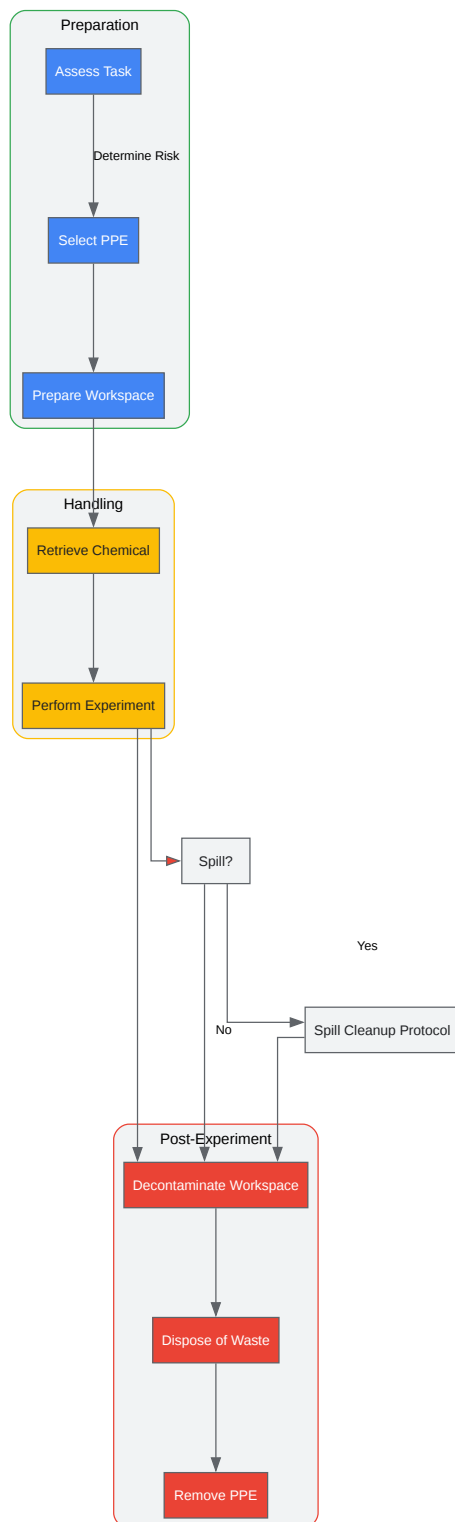 Preparation
Assess Task
Determine Risk
Select PPE
Prepare Workspace
Handling
Retrieve Chemical
Perform Experiment
Spill?
Yes
No
Spill Cleanup Protocol
Post-Experiment
Decontaminate Workspace
Dispose of Waste
Remove PPE